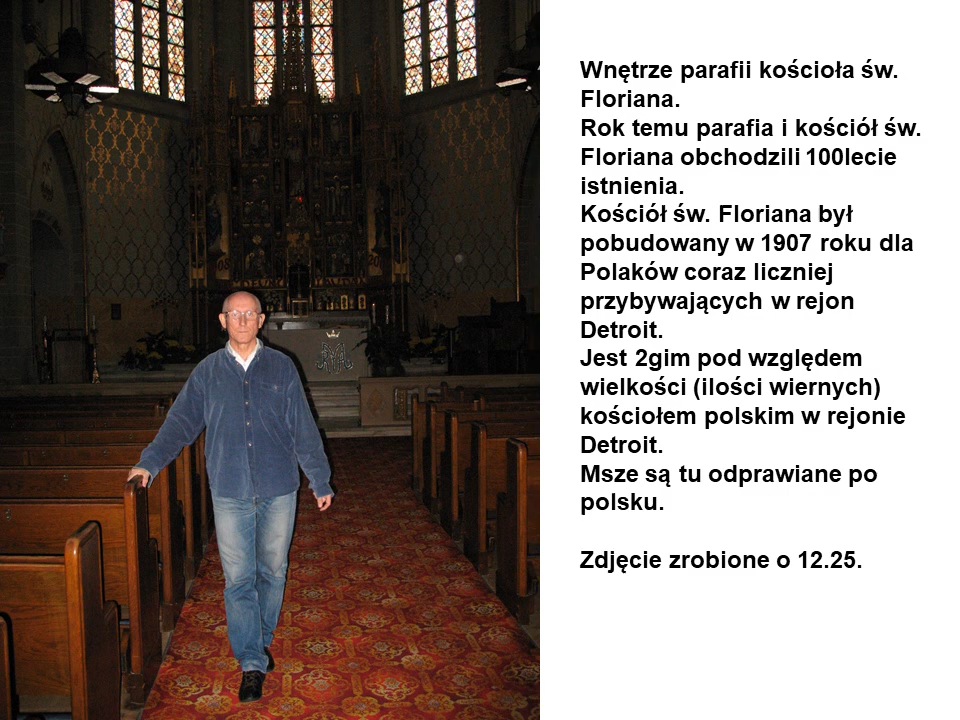 Wnętrze parafii kościoła św.
Floriana.
Rok temu parafia i kościół św.
Floriana obchodzili 100lecie
istnienia.
Kościół św. Floriana był
pobudowany w 1907 roku dla
Polaków coraz liczniej
przybywających w rejon
Detroit.
Jest 2gim pod względem
wielkości (ilości wiernych)
kościołem polskim w rejonie
Detroit.
Msze są tu odprawiane po
polsku.
Zdjęcie zrobione o 12.25.